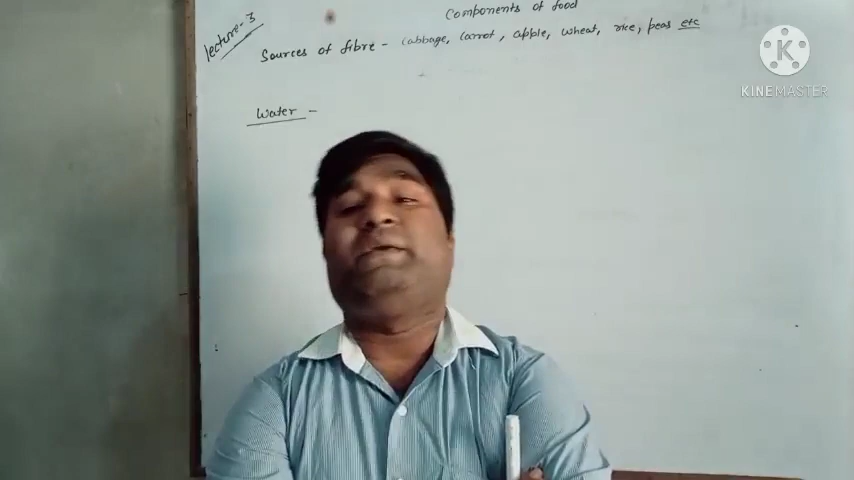 Components of food
lecture-3
Sources of fibre - Cabbage, Carrot, apple, wheat, rice, peas etc
Water -
K
KINEMASTER